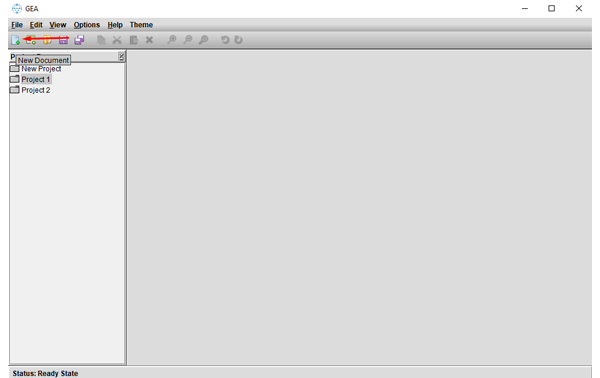 GEA
File Edit View Options Help Theme
New Document
New Project
Project 1
Project 2
Status: Ready State